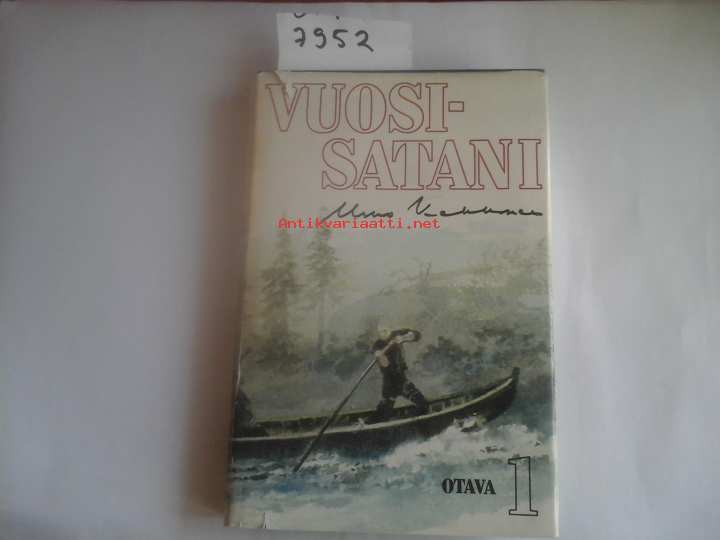 7952
VUOSI-
SATANI
Antikvariaatti.net
OTAVA 1